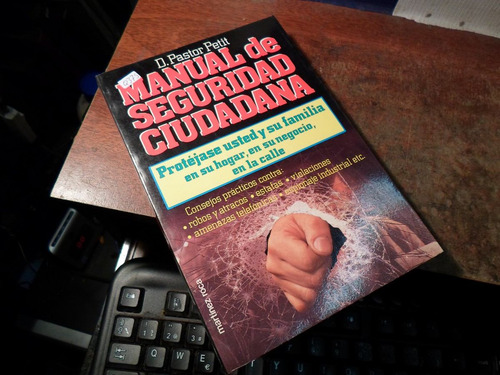 D. Pastor Petit
MANUAL de
SEGURIDAD
CIUDADANA
Protéjase usted y su familia
en su hogar, en su negocio,
en la calle
Consejos prácticos contra:
• robos y atracos • estafas • violaciones
• amenazas telefónicas • espionaje industrial etc.
martínez roca